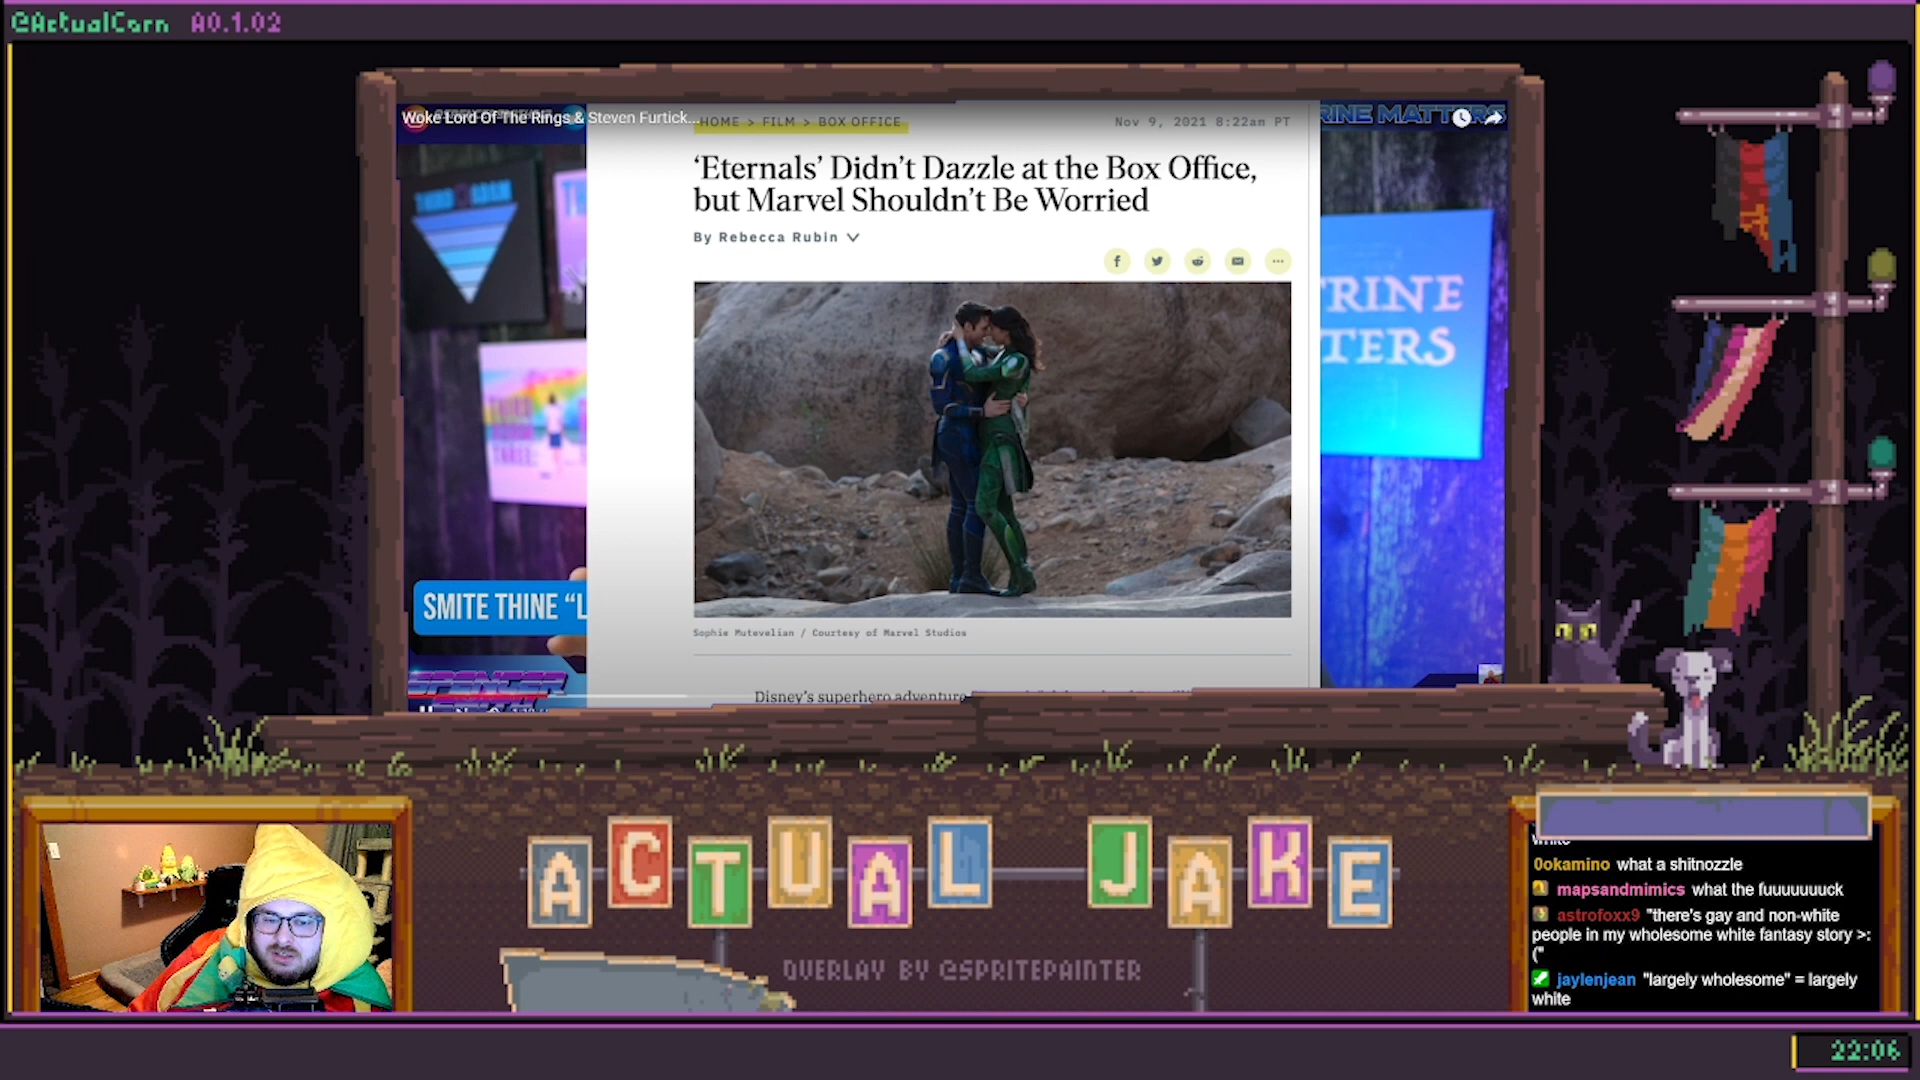 @ActualCorn A0.1.02
Woke Lord Of The Rings & Steven Furtick...
HOME > FILM > BOX OFFICE
Nov 9, 2021 8:22am PT
RINE MATTERS
‘Eternals’ Didn’t Dazzle at the Box Office,
but Marvel Shouldn’t Be Worried
By Rebecca Rubin
TRINE
TERS
SMITE THINE “L
Sophie Mutevelian / Courtesy of Marvel Studios
SPENCER
Disney’s superhero adventure
ACTUAL JAKE
OVERLAY BY @SPRITEPAINTER
white
0okamino what a shitnozzle
mapsandmimics what the fuuuuuuuck
astrofoxx9 "there's gay and non-white
people in my wholesome white fantasy story >:
("
jaylenjean "largely wholesome" = largely
white
22:06